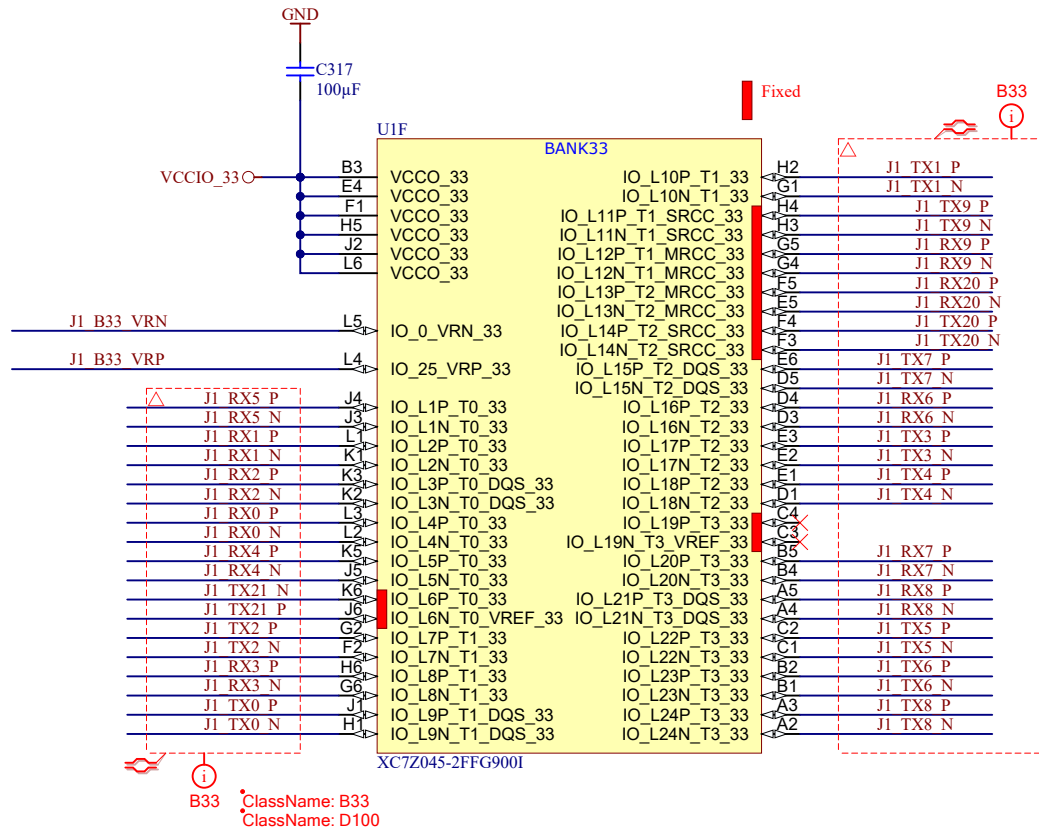 GND
C317
100µF
Fixed
B33
U1F
BANK33
VCCIO_33
B3 VCCO_33
E4 VCCO_33
F1 VCCO_33
H5 VCCO_33
J2 VCCO_33
L6 VCCO_33
J1_B33_VRN L5 IO_0_VRN_33
J1_B33_VRP L4 IO_25_VRP_33
J1_RX5_P J4 IO_L1P_T0_33
J1_RX5_N J3 IO_L1N_T0_33
J1_RX1_P L1 IO_L2P_T0_33
J1_RX1_N K1 IO_L2N_T0_33
J1_RX2_P K3 IO_L3P_T0_DQS_33
J1_RX2_N K2 IO_L3N_T0_DQS_33
J1_RX0_P L3 IO_L4P_T0_33
J1_RX0_N L2 IO_L4N_T0_33
J1_RX4_P K5 IO_L5P_T0_33
J1_RX4_N J5 IO_L5N_T0_33
J1_TX21_N K6 IO_L6P_T0_33
J1_TX21_P J6 IO_L6N_T0_VREF_33
J1_TX2_P G2 IO_L7P_T1_33
J1_TX2_N F2 IO_L7N_T1_33
J1_RX3_P H6 IO_L8P_T1_33
J1_RX3_N G6 IO_L8N_T1_33
J1_TX0_P J1 IO_L9P_T1_DQS_33
J1_TX0_N H1 IO_L9N_T1_DQS_33
IO_L10P_T1_33 H2 J1_TX1_P
IO_L10N_T1_33 G1 J1_TX1_N
IO_L11P_T1_SRCC_33 H4 J1_TX9_P
IO_L11N_T1_SRCC_33 H3 J1_TX9_N
IO_L12P_T1_MRCC_33 G5 J1_RX9_P
IO_L12N_T1_MRCC_33 G4 J1_RX9_N
IO_L13P_T2_MRCC_33 F5 J1_RX20_P
IO_L13N_T2_MRCC_33 E5 J1_RX20_N
IO_L14P_T2_SRCC_33 F4 J1_TX20_P
IO_L14N_T2_SRCC_33 F3 J1_TX20_N
IO_L15P_T2_DQS_33 E6 J1_TX7_P
IO_L15N_T2_DQS_33 D5 J1_TX7_N
IO_L16P_T2_33 D4 J1_RX6_P
IO_L16N_T2_33 D3 J1_RX6_N
IO_L17P_T2_33 E3 J1_TX3_P
IO_L17N_T2_33 E2 J1_TX3_N
IO_L18P_T2_33 E1 J1_TX4_P
IO_L18N_T2_33 D1 J1_TX4_N
IO_L19P_T3_33 C4
IO_L19N_T3_VREF_33 C3
IO_L20P_T3_33 B5 J1_RX7_P
IO_L20N_T3_33 B4 J1_RX7_N
IO_L21P_T3_DQS_33 A5 J1_RX8_P
IO_L21N_T3_DQS_33 A4 J1_RX8_N
IO_L22P_T3_33 C2 J1_TX5_P
IO_L22N_T3_33 C1 J1_TX5_N
IO_L23P_T3_33 B2 J1_TX6_P
IO_L23N_T3_33 B1 J1_TX6_N
IO_L24P_T3_33 A3 J1_TX8_P
IO_L24N_T3_33 A2 J1_TX8_N
XC7Z045-2FFG900I
B33
ClassName: B33
ClassName: D100